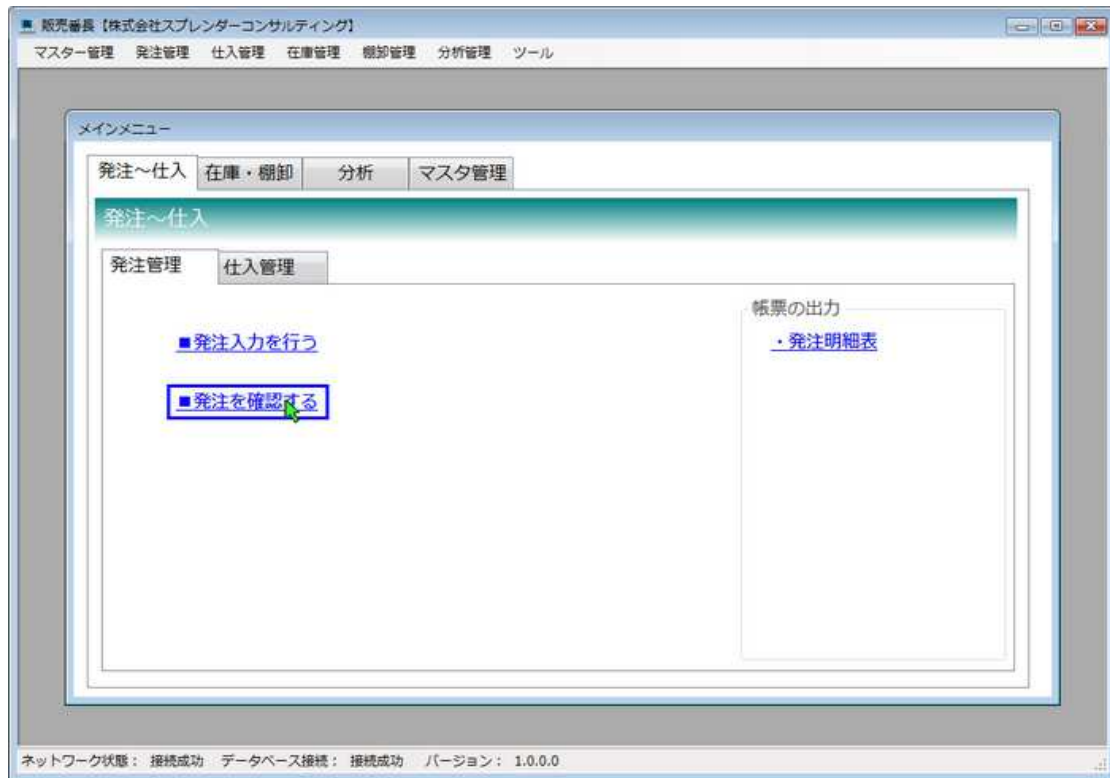 販売番長【株式会社スプレンダーコンサルティング】
マスター管理 発注管理 仕入管理 在庫管理 棚卸管理 分析管理 ツール
メインメニュー
発注～仕入 在庫・棚卸 分析 マスタ管理
発注～仕入
発注管理 仕入管理
帳票の出力
■発注入力を行う ・発注明細表
■発注を確認する
ネットワーク状態： 接続成功 データベース接続： 接続成功 バージョン： 1.0.0.0